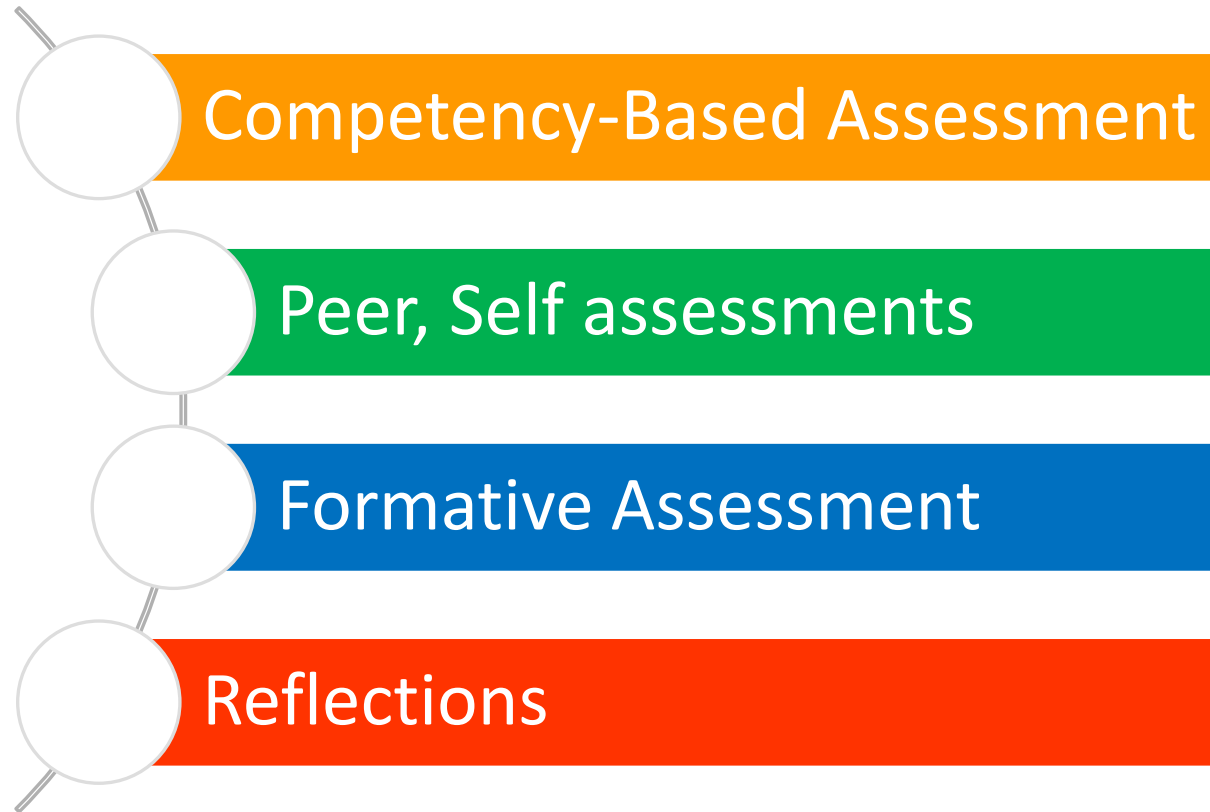 Competency-Based Assessment
Peer, Self assessments
Formative Assessment
Reflections